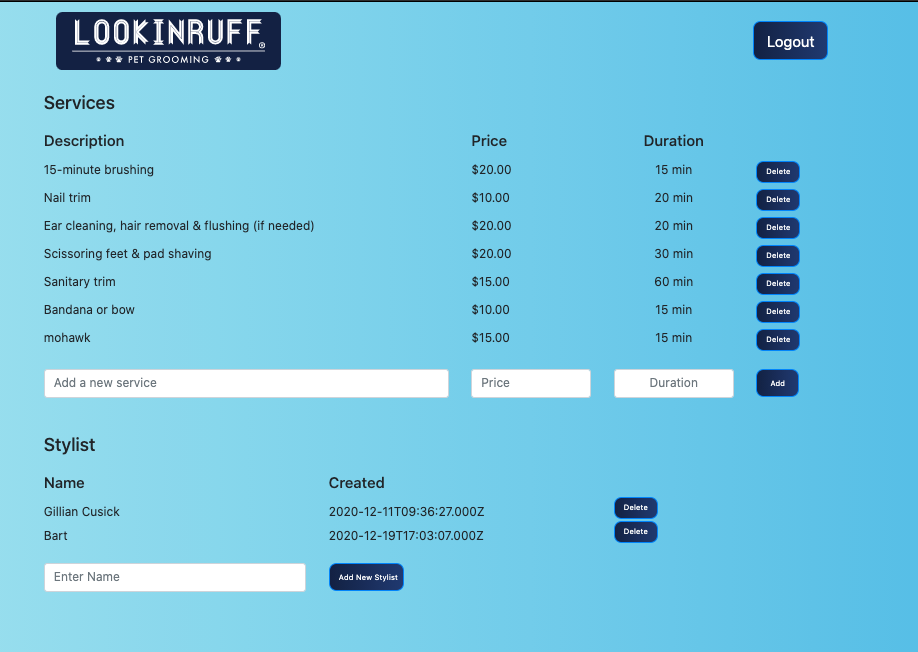 LOOKINRUFF®
PET GROOMING
Logout
Services
Description Price Duration
15-minute brushing $20.00 15 min Delete
Nail trim $10.00 20 min Delete
Ear cleaning, hair removal & flushing (if needed) $20.00 20 min Delete
Scissoring feet & pad shaving $20.00 30 min Delete
Sanitary trim $15.00 60 min Delete
Bandana or bow $10.00 15 min Delete
mohawk $15.00 15 min Delete
Add a new service Price Duration Add
Stylist
Name Created
Gillian Cusick 2020-12-11T09:36:27.000Z Delete
Bart 2020-12-19T17:03:07.000Z Delete
Enter Name Add New Stylist